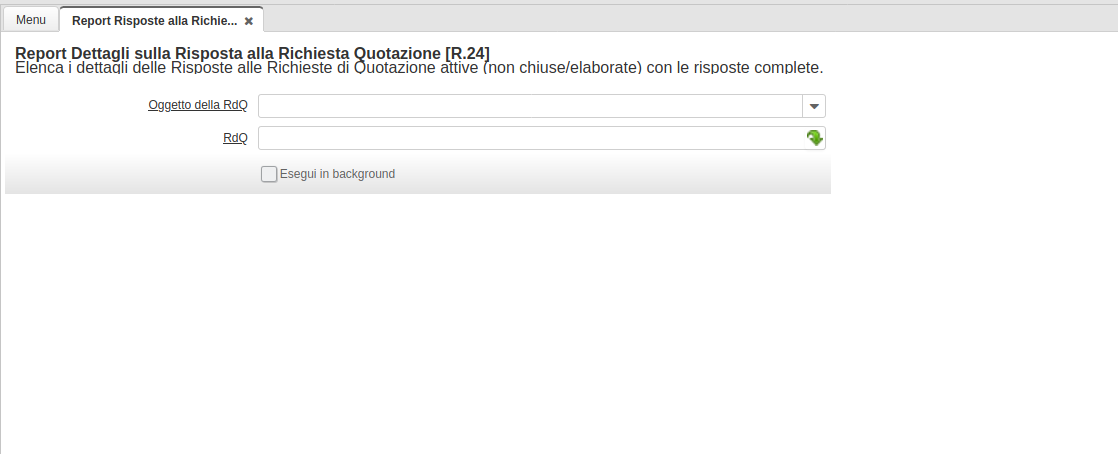 Menu
Report Risposte alla Richie...
Report Dettagli sulla Risposta alla Richiesta Quotazione [R.24]
Elenca i dettagli delle Risposte alle Richieste di Quotazione attive (non chiuse/elaborate) con le risposte complete.
Oggetto della RdQ
RdQ
Esegui in background